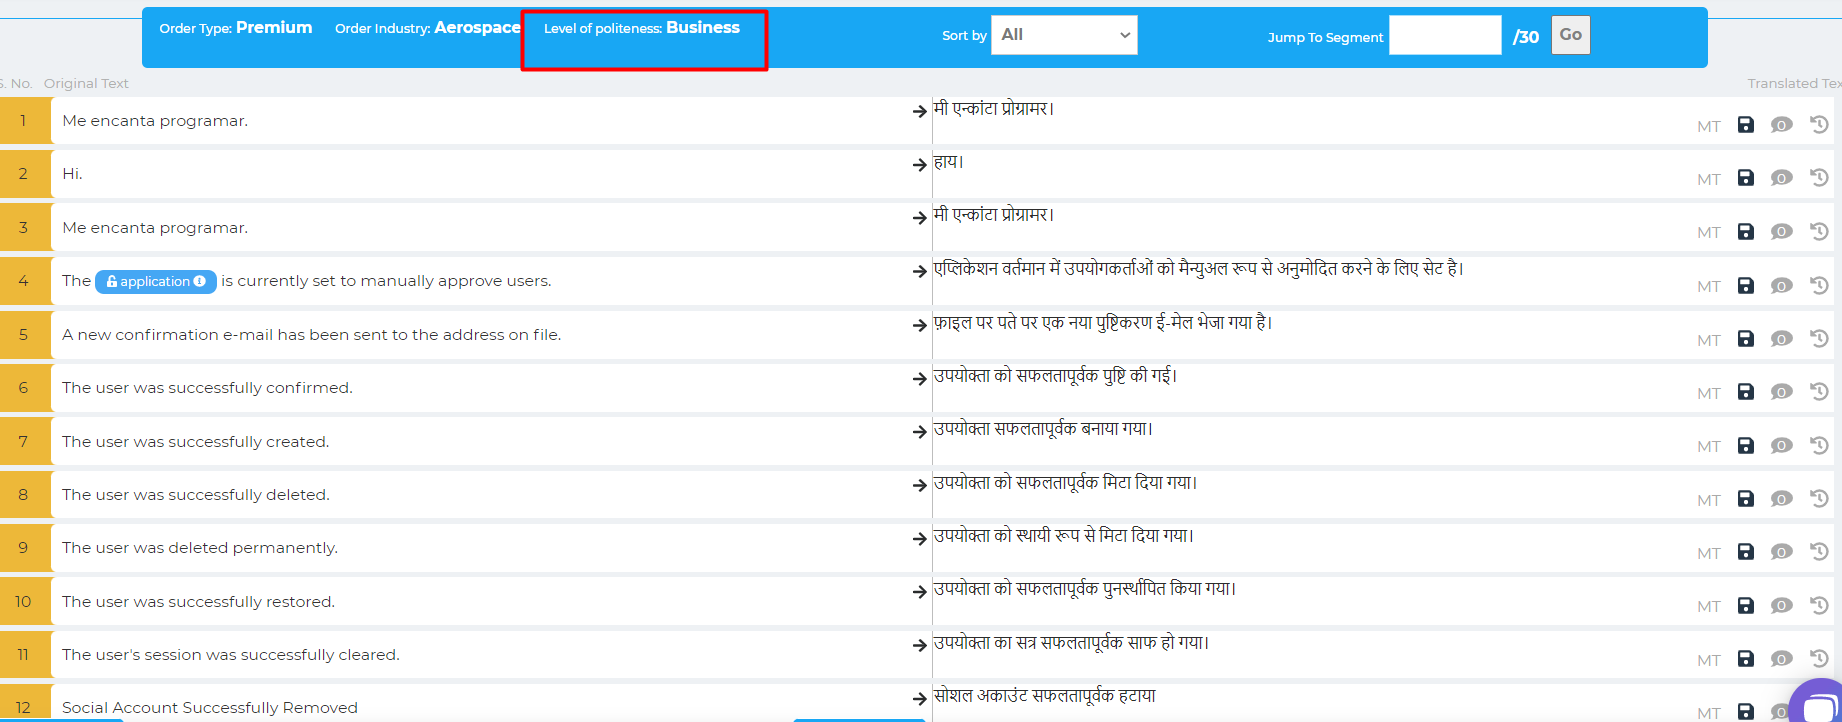 Order Type: Premium Order Industry: Aerospace Level of politeness: Business Sort by All Jump To Segment /30 Go
S. No. Original Text Translated Tex
1 Me encanta programar. मी एन्कांटा प्रोग्रामर। MT 0
2 Hi. हाय। MT 0
3 Me encanta programar. मी एन्कांटा प्रोग्रामर। MT 0
4 The application is currently set to manually approve users. एप्लिकेशन वर्तमान में उपयोगकर्ताओं को मैन्युअल रूप से अनुमोदित करने के लिए सेट है। MT 0
5 A new confirmation e-mail has been sent to the address on file. फ़ाइल पर पते पर एक नया पुष्टिकरण ई-मेल भेजा गया है। MT 0
6 The user was successfully confirmed. उपयोक्ता को सफलतापूर्वक पुष्टि की गई। MT 0
7 The user was successfully created. उपयोक्ता सफलतापूर्वक बनाया गया। MT 0
8 The user was successfully deleted. उपयोक्ता को सफलतापूर्वक मिटा दिया गया। MT 0
9 The user was deleted permanently. उपयोक्ता को स्थायी रूप से मिटा दिया गया। MT 0
10 The user was successfully restored. उपयोक्ता को सफलतापूर्वक पुनर्स्थापित किया गया। MT 0
11 The user's session was successfully cleared. उपयोक्ता का सत्र सफलतापूर्वक साफ हो गया। MT 0
12 Social Account Successfully Removed सोशल अकाउंट सफलतापूर्वक हटाया MT 0